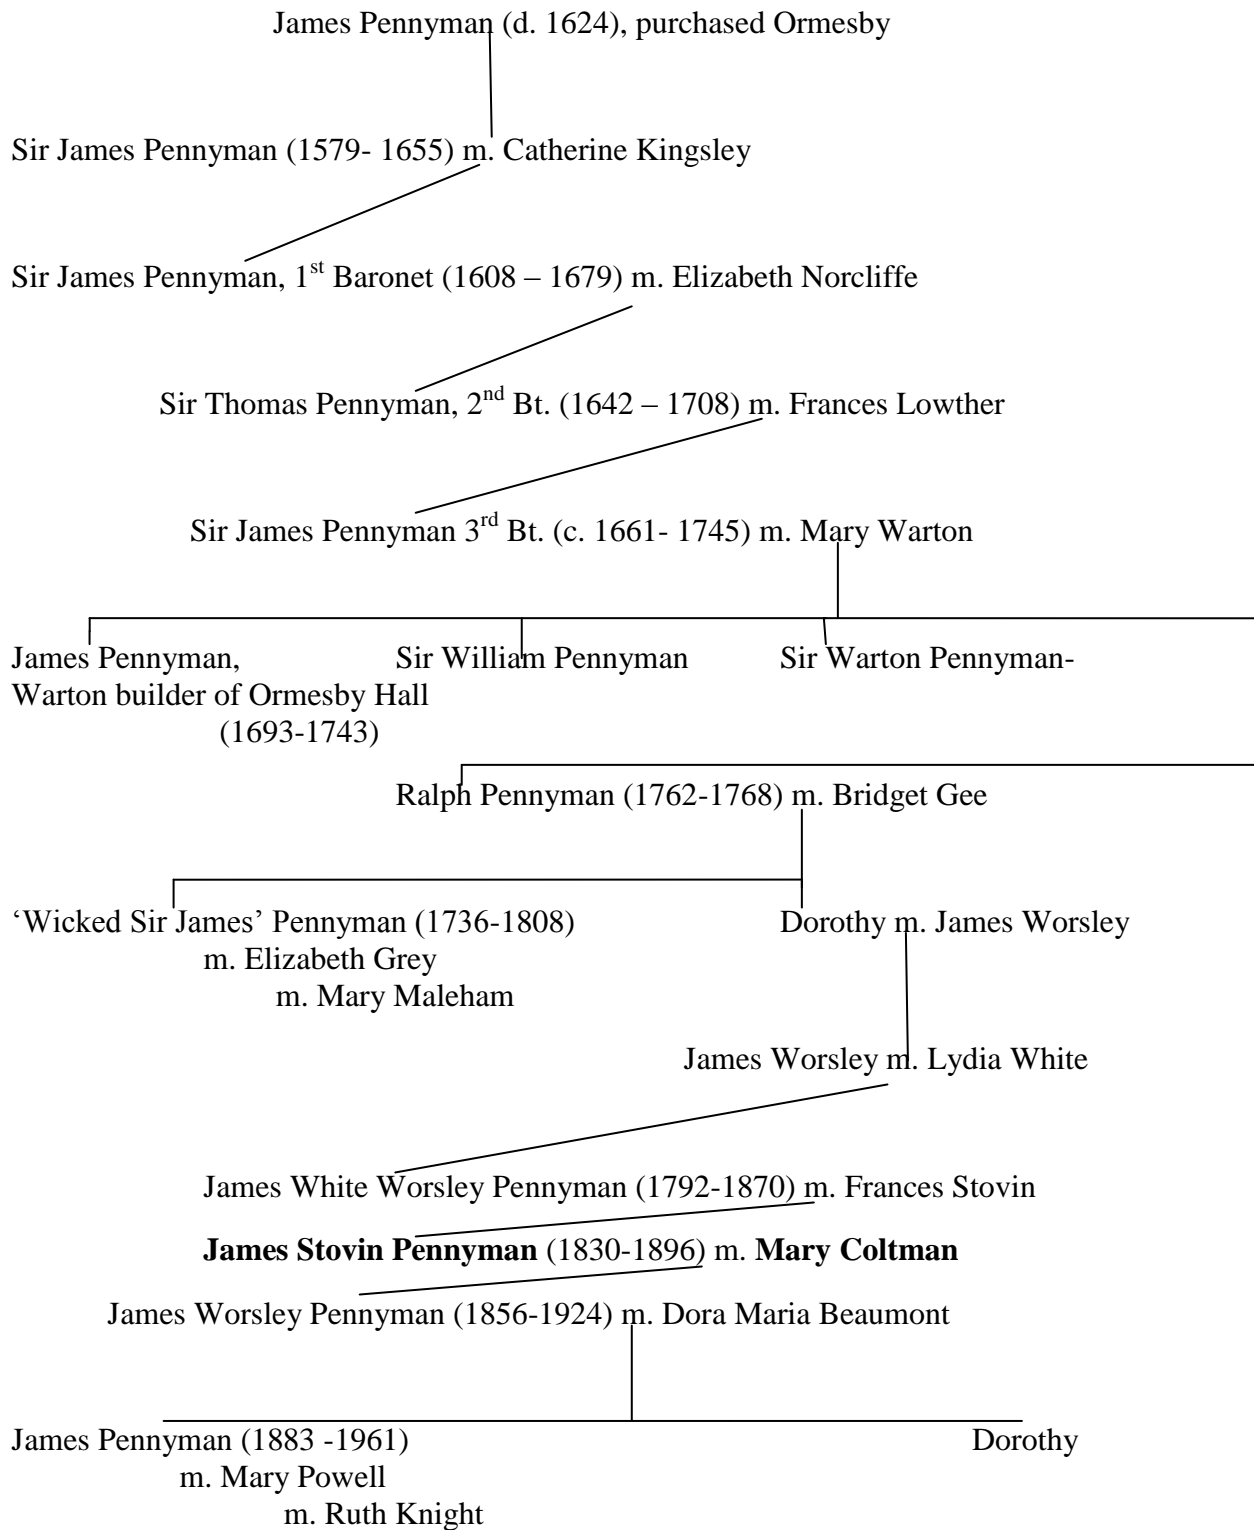 James Pennyman (d. 1624), purchased Ormesby
Sir James Pennyman (1579- 1655) m. Catherine Kingsley
Sir James Pennyman, 1st Baronet (1608 – 1679) m. Elizabeth Norcliffe
Sir Thomas Pennyman, 2nd Bt. (1642 – 1708) m. Frances Lowther
Sir James Pennyman 3rd Bt. (c. 1661- 1745) m. Mary Warton
James Pennyman, Sir William Pennyman Sir Warton Pennyman-
Warton builder of Ormesby Hall
(1693-1743)
Ralph Pennyman (1762-1768) m. Bridget Gee
‘Wicked Sir James’ Pennyman (1736-1808) Dorothy m. James Worsley
m. Elizabeth Grey
m. Mary Maleham
James Worsley m. Lydia White
James White Worsley Pennyman (1792-1870) m. Frances Stovin
James Stovin Pennyman (1830-1896) m. Mary Coltman
James Worsley Pennyman (1856-1924) m. Dora Maria Beaumont
James Pennyman (1883 -1961) Dorothy
m. Mary Powell
m. Ruth Knight